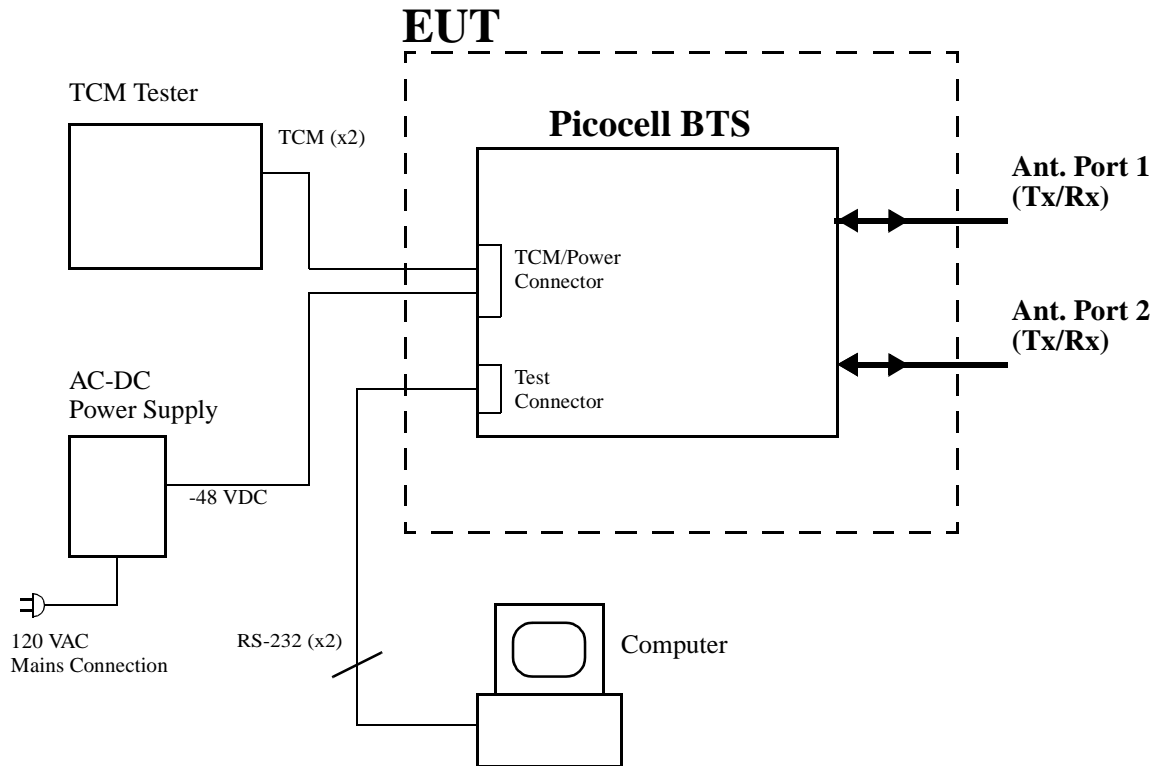 EUT
TCM Tester
TCM (x2)
Picocell BTS
Ant. Port 1
(Tx/Rx)
TCM/Power
Connector
Ant. Port 2
(Tx/Rx)
AC-DC
Power Supply
Test
Connector
-48 VDC
120 VAC
Mains Connection
RS-232 (x2)
Computer